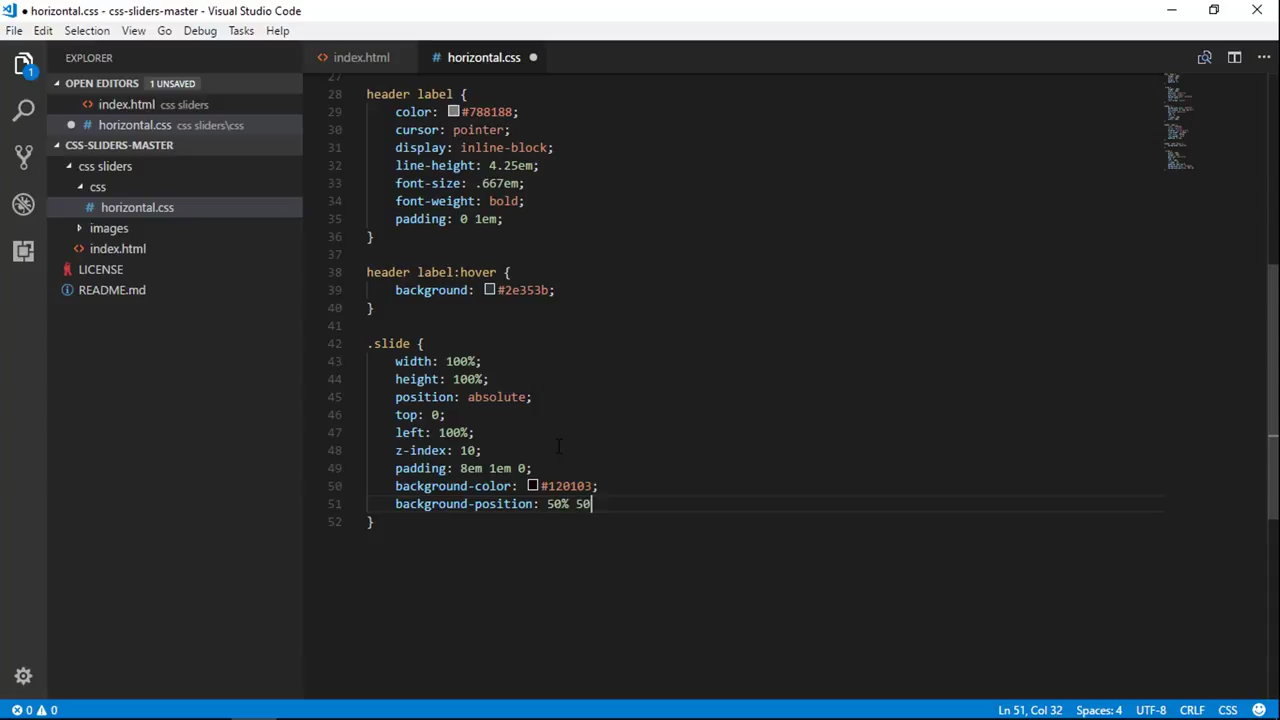 ● horizontal.css - css-sliders-master - Visual Studio Code
File Edit Selection View Go Debug Tasks Help
EXPLORER
OPEN EDITORS 1 UNSAVED
<> index.html css sliders
● # horizontal.css css sliders\css
CSS-SLIDERS-MASTER
css sliders
css
# horizontal.css
images
<> index.html
LICENSE
README.md
1
<> index.html # horizontal.css ●
27
28 header label {
29 color: #788188;
30 cursor: pointer;
31 display: inline-block;
32 line-height: 4.25em;
33 font-size: .667em;
34 font-weight: bold;
35 padding: 0 1em;
36 }
37
38 header label:hover {
39 background: #2e353b;
40 }
41
42 .slide {
43 width: 100%;
44 height: 100%;
45 position: absolute;
46 top: 0;
47 left: 100%;
48 z-index: 10;
49 padding: 8em 1em 0;
50 background-color: #120103;
51 background-position: 50% 50
52 }
0 0 Ln 51, Col 32 Spaces: 4 UTF-8 CRLF CSS